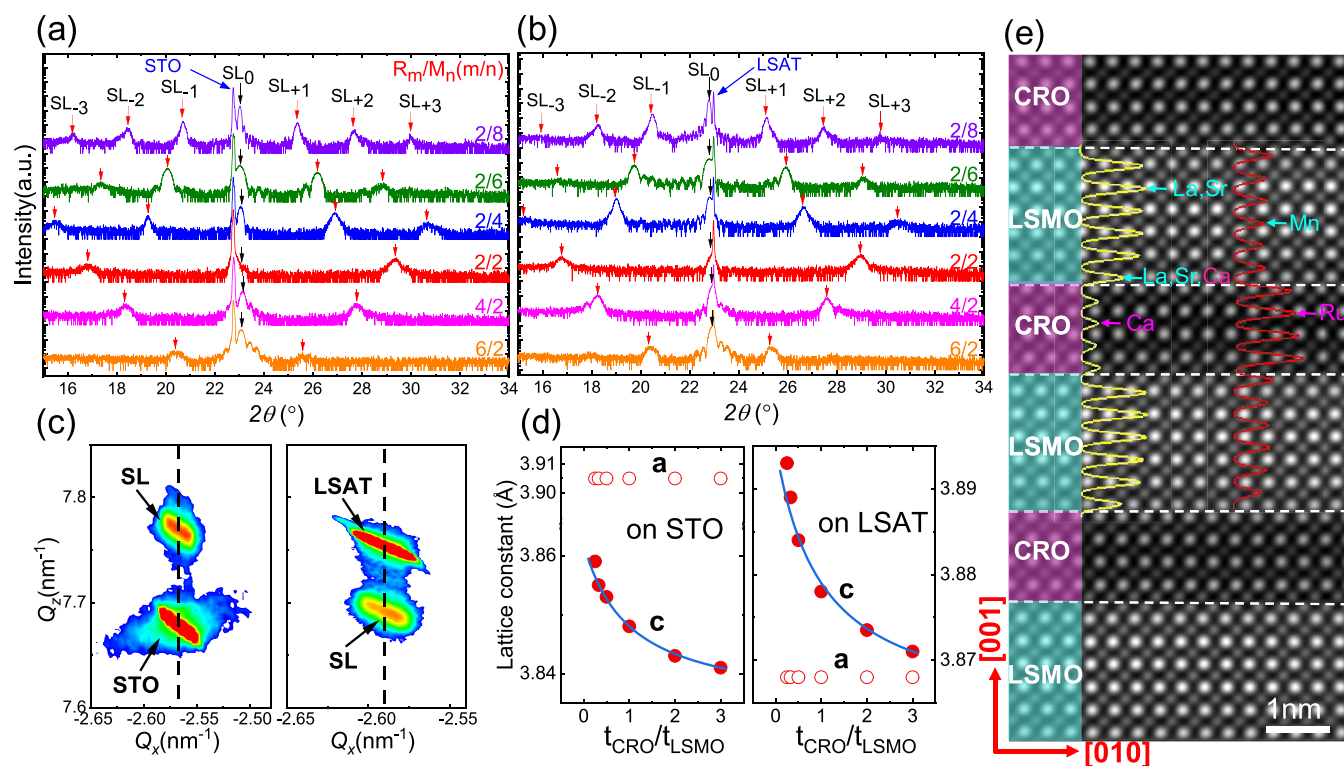 (a)
Intensity(a.u.)
STO
SL0
Rm/Mn(m/n)
SL-3
SL-2
SL-1
SL+1
SL+2
SL+3
2/8
2/6
2/4
2/2
4/2
6/2
15 16 18 20 22 24 26 28 30 32 34
2θ (°)
(b)
SL0
LSAT
SL-3
SL-2
SL-1
SL+1
SL+2
SL+3
2/8
2/6
2/4
2/2
4/2
6/2
15 16 18 20 22 24 26 28 30 32 34
2θ (°)
(c)
Qz(nm-1)
7.8
7.7
7.6
SL
STO
-2.65 -2.60 -2.55 -2.50
Qx(nm-1)
LSAT
SL
-2.65 -2.60 -2.55
Qx(nm-1)
(d)
Lattice constant (Å)
3.91
3.90
3.86
3.84
a
on STO
c
0 1 2 3
tCRO/tLSMO
on LSAT
c
a
3.89
3.88
3.87
0 1 2 3
tCRO/tLSMO
(e)
CRO
LSMO
La,Sr
Mn
La,Sr,Ca
CRO
Ca
Ru
LSMO
CRO
LSMO
[001]
[010]
1nm